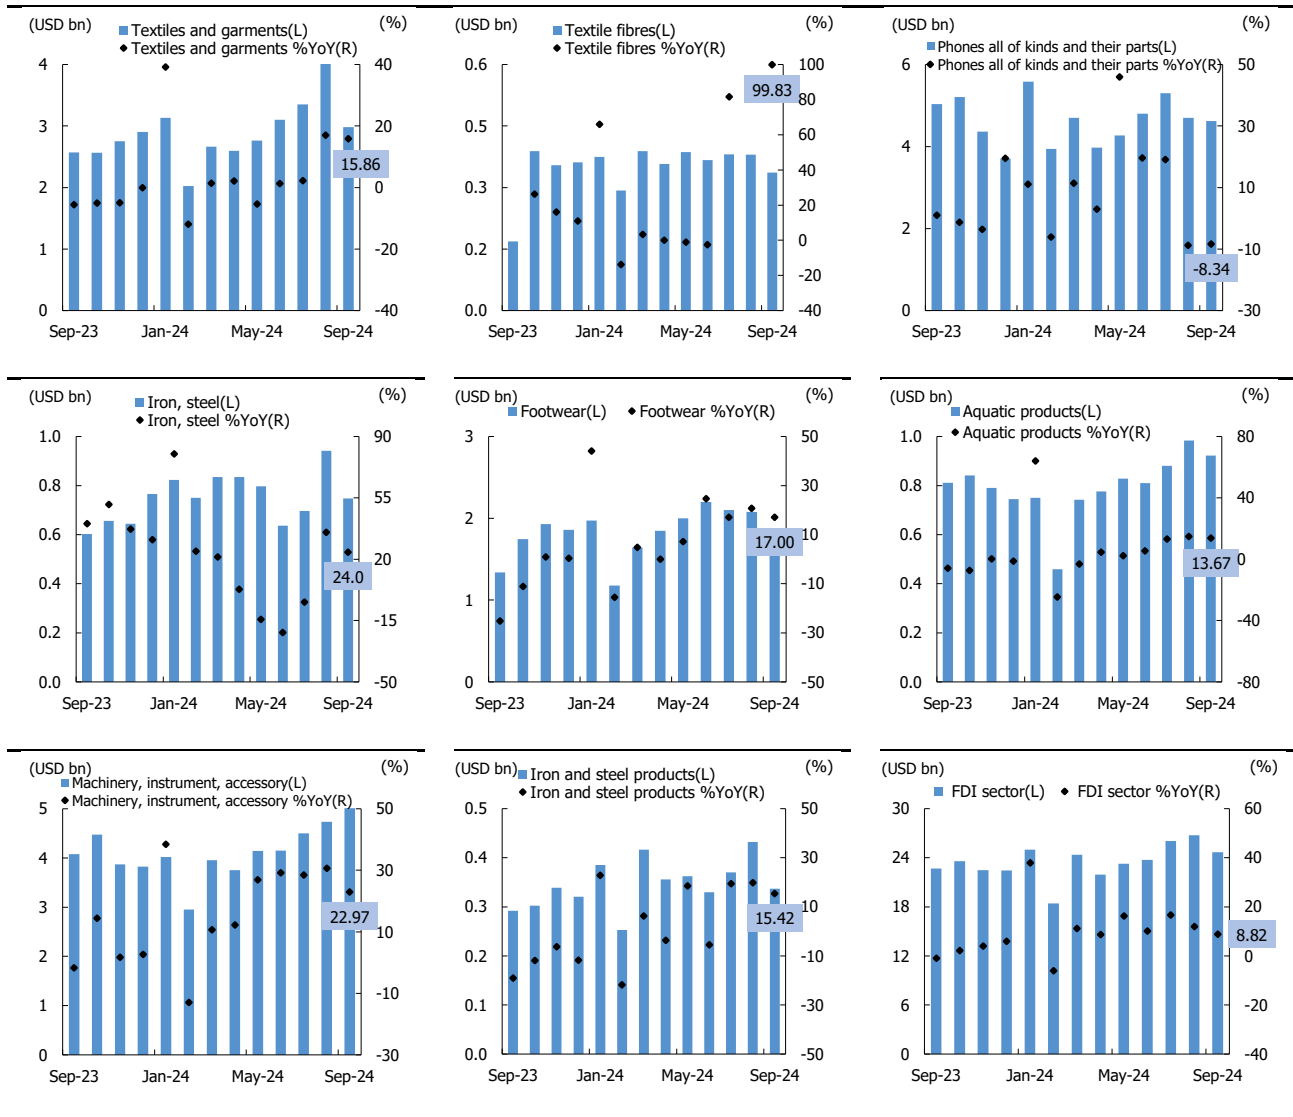 (USD bn)
(%)
Textiles and garments(L)
Textiles and garments %YoY(R)
4
3
2
1
0
40
20
0
-20
-40
15.86
Sep-23
Jan-24
May-24
Sep-24
(USD bn)
(%)
Textile fibres(L)
Textile fibres %YoY(R)
0.6
0.5
0.3
0.2
0.0
100
80
60
40
20
0
-20
-40
99.83
Sep-23
Jan-24
May-24
Sep-24
(USD bn)
(%)
Phones all of kinds and their parts(L)
Phones all of kinds and their parts %YoY(R)
6
4
2
0
50
30
10
-10
-30
-8.34
Sep-23
Jan-24
May-24
Sep-24
(USD bn)
(%)
Iron, steel(L)
Iron, steel %YoY(R)
1.0
0.8
0.6
0.4
0.2
0.0
90
55
20
-15
-50
24.0
Sep-23
Jan-24
May-24
Sep-24
(USD bn)
(%)
Footwear(L)
Footwear %YoY(R)
3
2
1
0
50
30
10
-10
-30
-50
17.00
Sep-23
Jan-24
May-24
Sep-24
(USD bn)
(%)
Aquatic products(L)
Aquatic products %YoY(R)
1.0
0.8
0.6
0.4
0.2
0.0
80
40
0
-40
-80
13.67
Sep-23
Jan-24
May-24
Sep-24
(USD bn)
(%)
Machinery, instrument, accessory(L)
Machinery, instrument, accessory %YoY(R)
5
4
3
2
1
0
50
30
10
-10
-30
22.97
Sep-23
Jan-24
May-24
Sep-24
(USD bn)
(%)
Iron and steel products(L)
Iron and steel products %YoY(R)
0.5
0.4
0.3
0.2
0.1
0.0
50
30
10
-10
-30
-50
15.42
Sep-23
Jan-24
May-24
Sep-24
(USD bn)
(%)
FDI sector(L)
FDI sector %YoY(R)
30
24
18
12
6
0
60
40
20
0
-20
-40
8.82
Sep-23
Jan-24
May-24
Sep-24